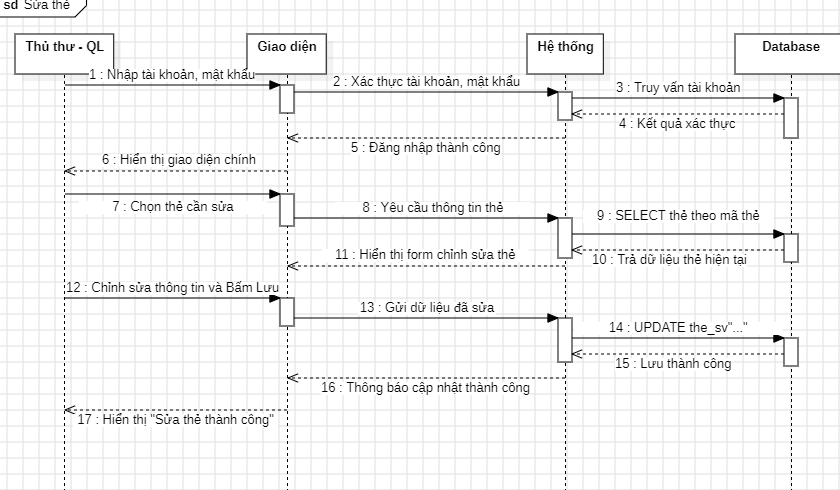 sd Sửa thẻ
Thủ thư - QL
Giao diện
Hệ thống
Database
1 : Nhập tài khoản, mật khẩu
2 : Xác thực tài khoản, mật khẩu
3 : Truy vấn tài khoản
4 : Kết quả xác thực
5 : Đăng nhập thành công
6 : Hiển thị giao diện chính
7 : Chọn thẻ cần sửa
8 : Yêu cầu thông tin thẻ
9 : SELECT thẻ theo mã thẻ
10 : Trả dữ liệu thẻ hiện tại
11 : Hiển thị form chỉnh sửa thẻ
12 : Chỉnh sửa thông tin và Bấm Lưu
13 : Gửi dữ liệu đã sửa
14 : UPDATE the_sv"..."
15 : Lưu thành công
16 : Thông báo cập nhật thành công
17 : Hiển thị "Sửa thẻ thành công"